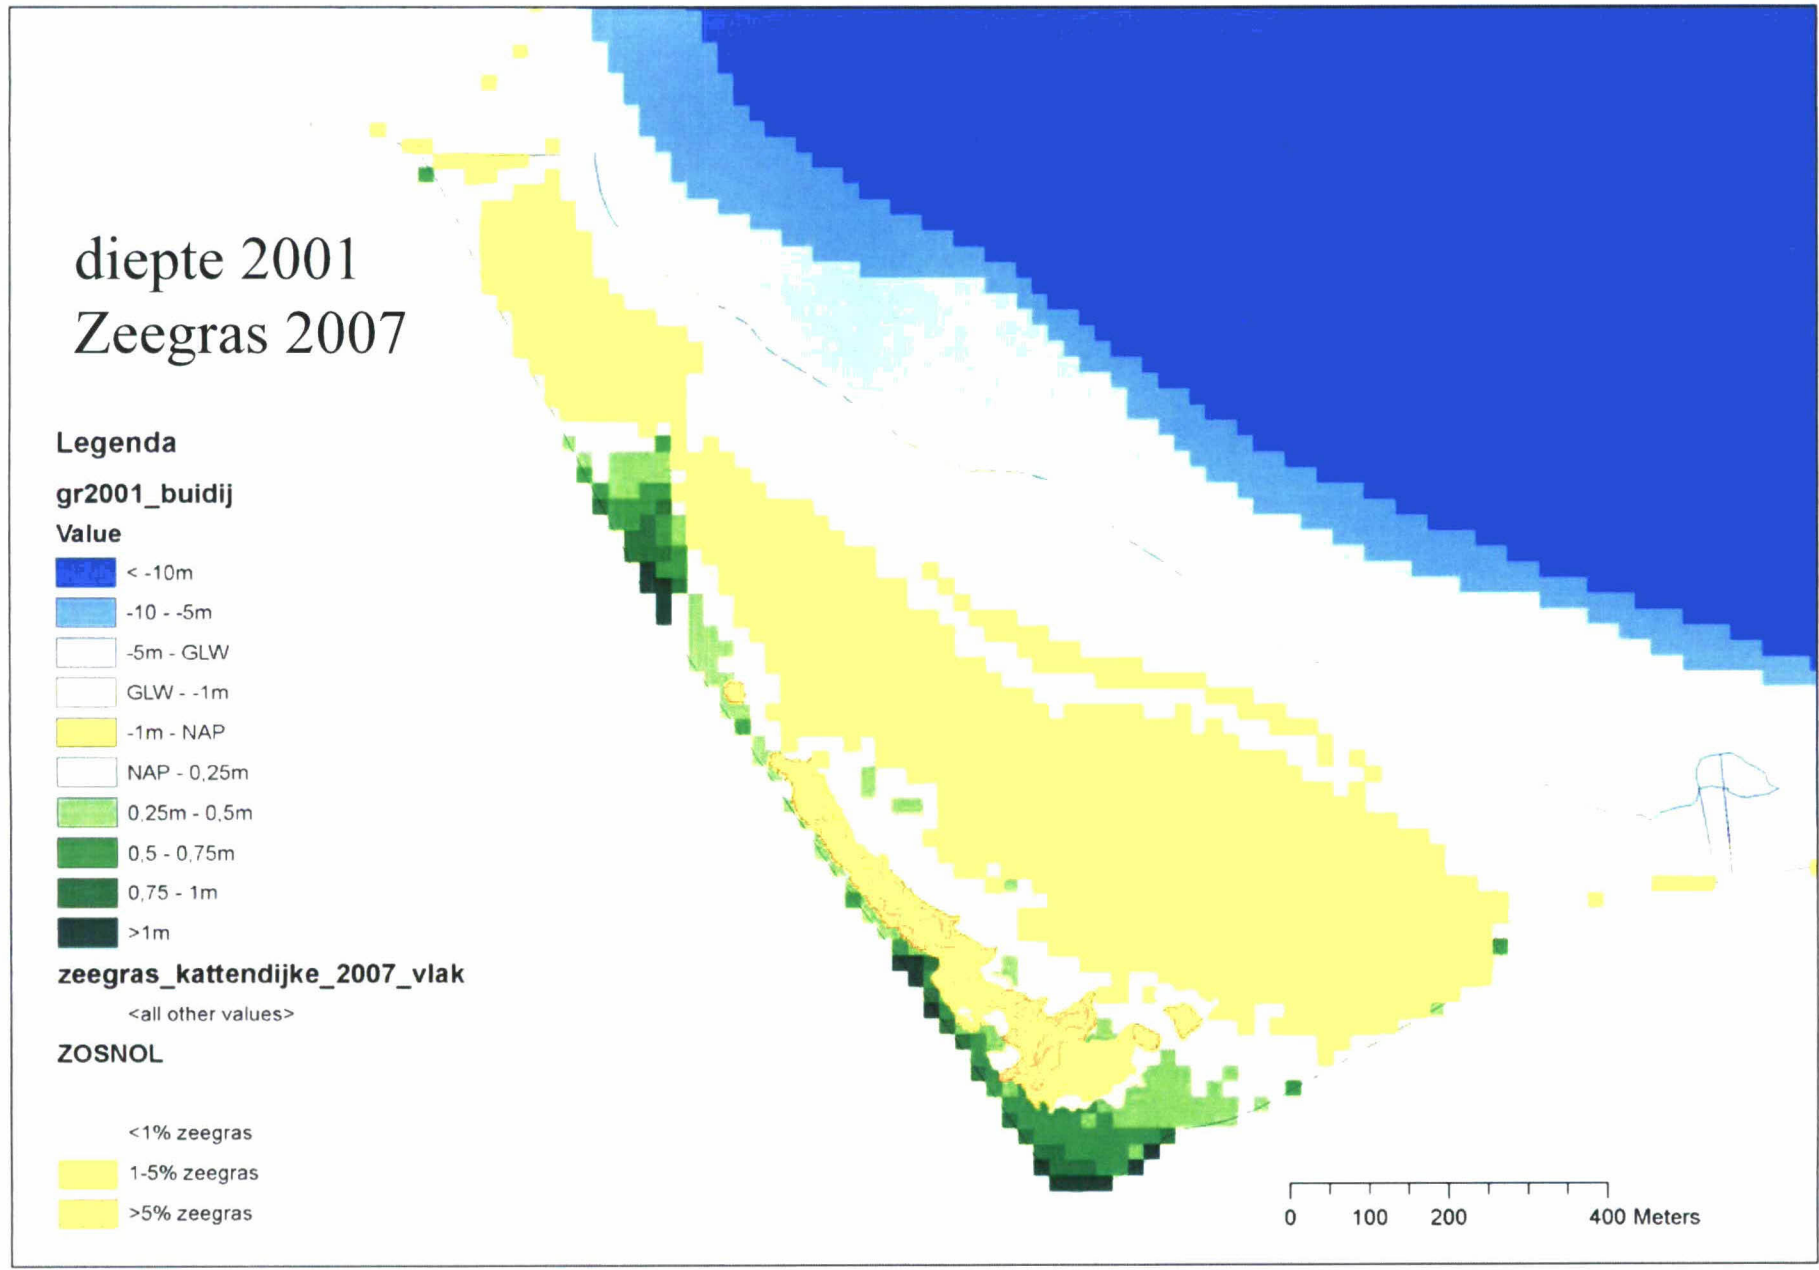 diepte 2001
Zeegras 2007
Legenda
gr2001_buidij
Value
< -10m
-10 - -5m
-5m - GLW
GLW - -1m
-1m - NAP
NAP - 0,25m
0,25m - 0,5m
0,5 - 0,75m
0,75 - 1m
>1m
zeegras_kattendijke_2007_vlak
<all other values>
ZOSNOL
<1% zeegras
1-5% zeegras
>5% zeegras
0 100 200 400 Meters